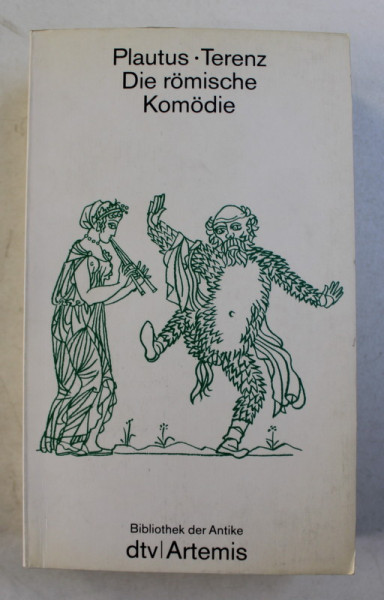 Plautus · Terenz
Die römische
Komödie
Bibliothek der Antike
dtv|Artemis